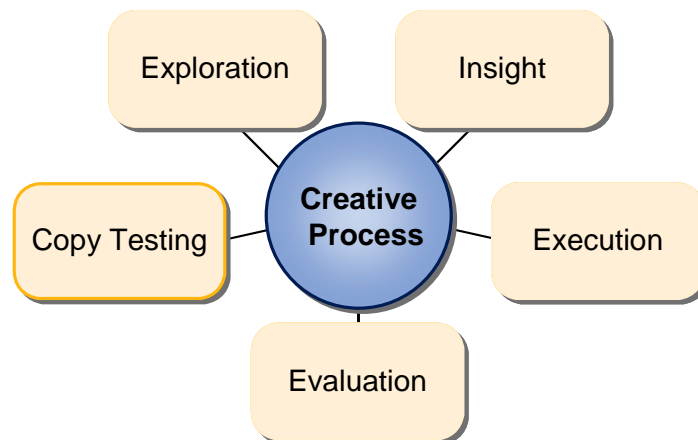 Exploration
Insight
Creative
Process
Copy Testing
Execution
Evaluation